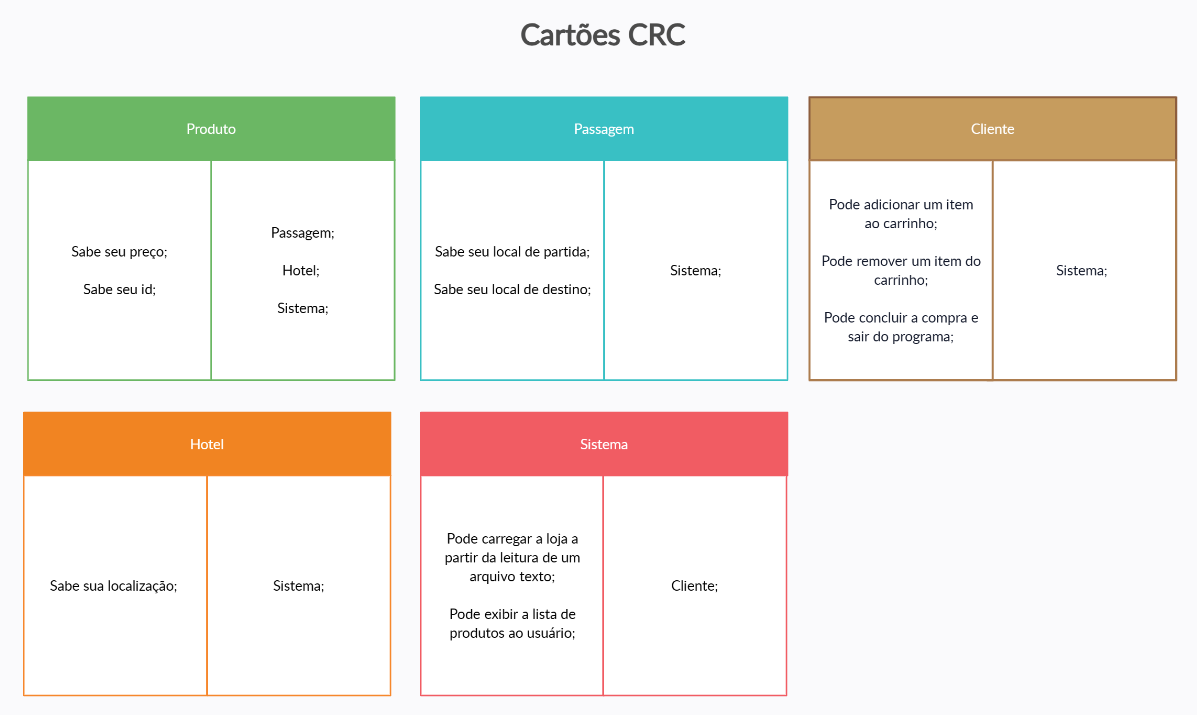 Cartões CRC
Produto
Sabe seu preço;
Sabe seu id;
Passagem;
Hotel;
Sistema;
Passagem
Sabe seu local de partida;
Sabe seu local de destino;
Sistema;
Cliente
Pode adicionar um item
ao carrinho;
Pode remover um item do
carrinho;
Pode concluir a compra e
sair do programa;
Sistema;
Hotel
Sabe sua localização;
Sistema;
Sistema
Pode carregar a loja a
partir da leitura de um
arquivo texto;
Pode exibir a lista de
produtos ao usuário;
Cliente;